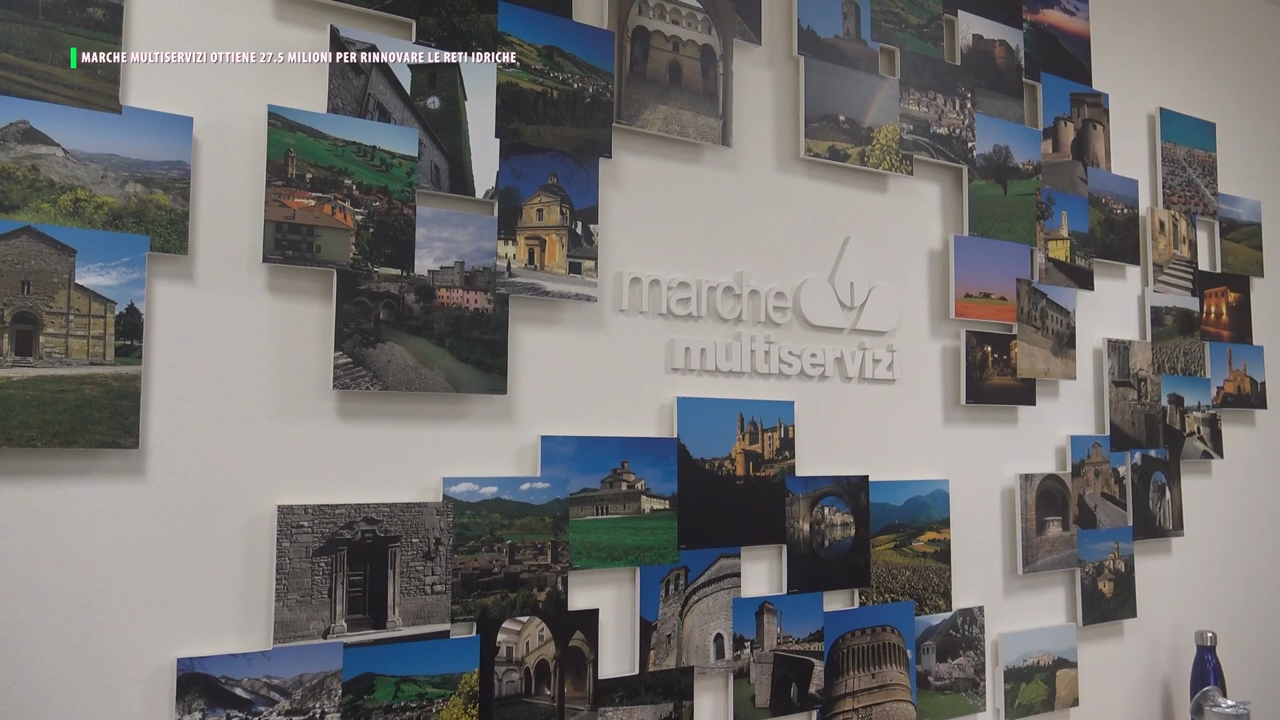 MARCHE MULTISERVIZI OTTIENE 27.5 MILIONI PER RINNOVARE LE RETI IDRICHE
marche
multiservizi